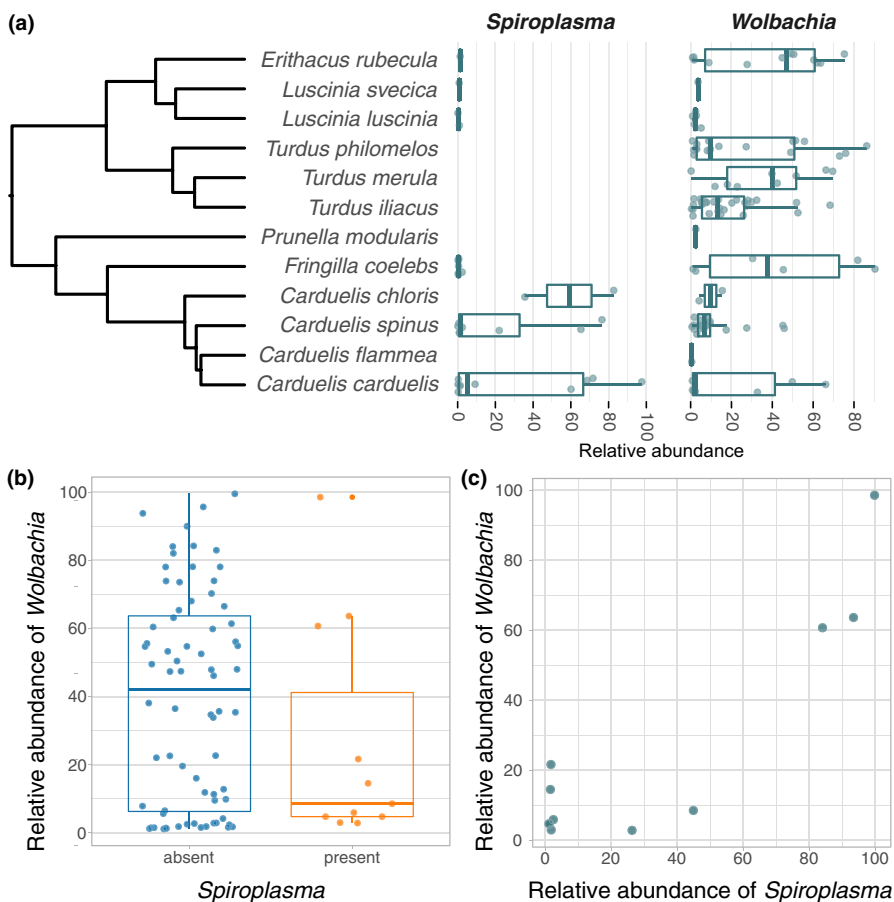 (a)
Spiroplasma Wolbachia
Erithacus rubecula
Luscinia svecica
Luscinia luscinia
Turdus philomelos
Turdus merula
Turdus iliacus
Prunella modularis
Fringilla coelebs
Carduelis chloris
Carduelis spinus
Carduelis flammea
Carduelis carduelis
0 20 40 60 80 100 0 20 40 60 80
Relative abundance
(b)
100
80
60
40
20
0
Relative abundance of Wolbachia
absent present
Spiroplasma
(c)
100
80
60
40
20
0
Relative abundance of Wolbachia
0 20 40 60 80 100
Relative abundance of Spiroplasma